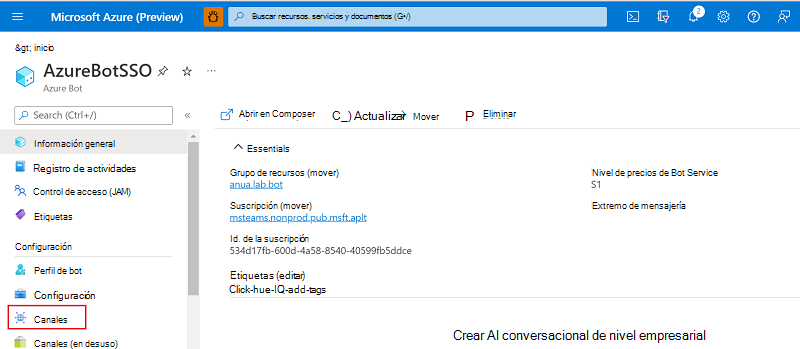 Microsoft Azure (Preview)
Buscar recursos, servicios y documentos (G+/)
2
&gt; inicio
AzureBotSSO
Azure Bot
Search (Ctrl+/)
Información general
Registro de actividades
Control de acceso (JAM)
Etiquetas
Configuración
Perfil de bot
Configuración
Canales
Canales (en desuso)
Abrir en Composer
C_) Actualizar
Mover
P
Eliminar
Essentials
Grupo de recursos (mover)
anua.lab.bot
Suscripción (mover)
msteams.nonprod.pub.msft.aplt
Id. de la suscripción
534d17fb-600d-4a58-8540-40599fb5ddce
Etiquetas (editar)
Click-hue-IQ-add-tags
Nivel de precios de Bot Service
S1
Extremo de mensajería
Crear AI conversacional de nivel empresarial